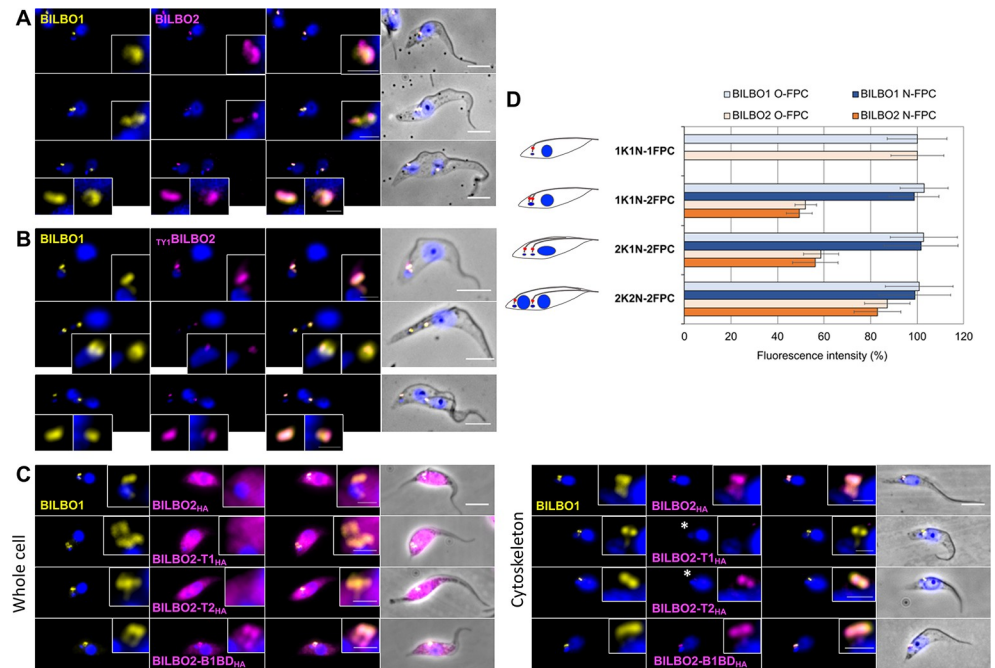 A
BILBO1
BILBO2
B
BILBO1
TY1BILBO2
C
Whole cell
BILBO1
BILBO2HA
BILBO2-T1HA
BILBO2-T2HA
BILBO2-B1BDHA
Cytoskeleton
BILBO1
BILBO2HA
*
BILBO2-T1HA
*
BILBO2-T2HA
BILBO2-B1BDHA
D
BILBO1 O-FPC
BILBO1 N-FPC
BILBO2 O-FPC
BILBO2 N-FPC
1K1N-1FPC
1K1N-2FPC
2K1N-2FPC
2K2N-2FPC
0 20 40 60 80 100 120
Fluorescence intensity (%)